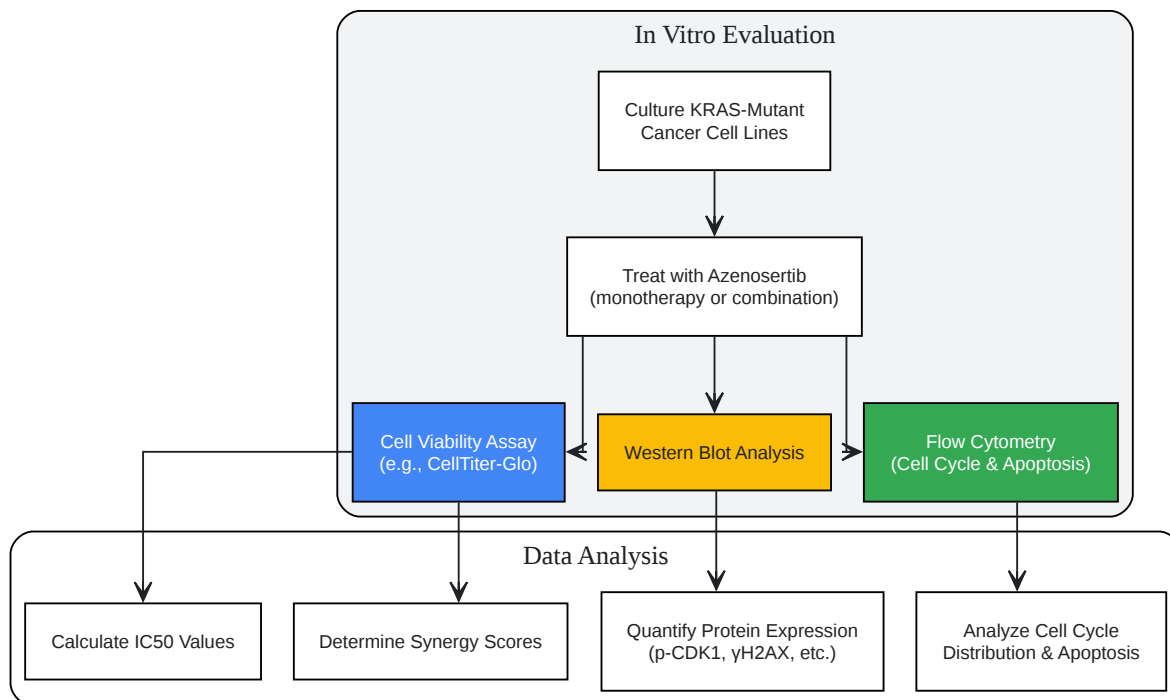 In Vitro Evaluation
Culture KRAS-Mutant
Cancer Cell Lines
Treat with Azenosertib
(monotherapy or combination)
Cell Viability Assay
(e.g., CellTiter-Glo)
Western Blot Analysis
Flow Cytometry
(Cell Cycle & Apoptosis)
Data Analysis
Calculate IC50 Values
Determine Synergy Scores
Quantify Protein Expression
(p-CDK1, γH2AX, etc.)
Analyze Cell Cycle
Distribution & Apoptosis